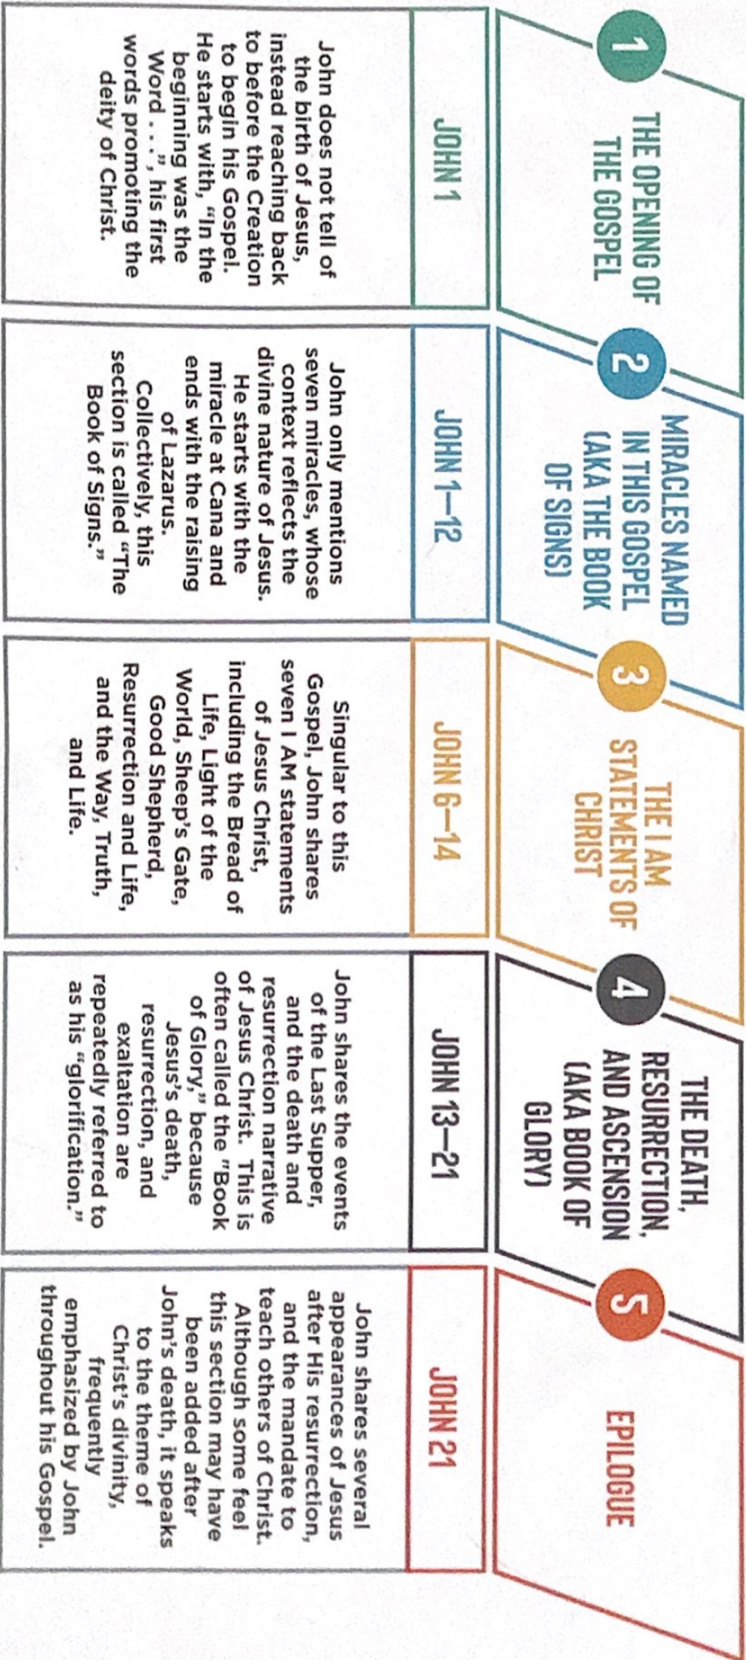 1
THE OPENING OF
THE GOSPEL
JOHN 1
John does not tell of
the birth of Jesus,
instead reaching back
to before the Creation
to begin his Gospel.
He starts with, “In the
beginning was the
Word . . .”, his first
words promoting the
deity of Christ.
2
MIRACLES NAMED
IN THIS GOSPEL
(AKA THE BOOK
OF SIGNS)
JOHN 1–12
John only mentions
seven miracles, whose
context reflects the
divine nature of Jesus.
He starts with the
miracle at Cana and
ends with the raising
of Lazarus.
Collectively, this
section is called “The
Book of Signs.”
3
THE I AM
STATEMENTS OF
CHRIST
JOHN 6–14
Singular to this
Gospel, John shares
seven I AM statements
of Jesus Christ,
including the Bread of
Life, Light of the
World, Sheep’s Gate,
Good Shepherd,
Resurrection and Life,
and the Way, Truth,
and Life.
4
THE DEATH,
RESURRECTION,
AND ASCENSION
(AKA BOOK OF
GLORY)
JOHN 13–21
John shares the events
of the Last Supper,
and the death and
resurrection narrative
of Jesus Christ. This is
often called the "Book
of Glory,” because
Jesus’s death,
resurrection, and
exaltation are
repeatedly referred to
as his “glorification.”
5
EPILOGUE
JOHN 21
John shares several
appearances of Jesus
after His resurrection,
and the mandate to
teach others of Christ.
Although some feel
this section may have
been added after
John’s death, it speaks
to the theme of
Christ’s divinity,
frequently
emphasized by John
throughout his Gospel.